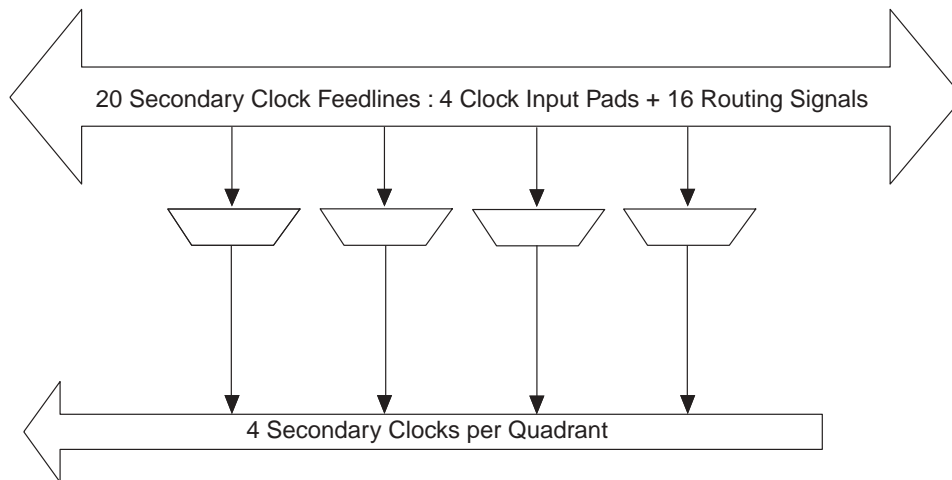 20 Secondary Clock Feedlines : 4 Clock Input Pads + 16 Routing Signals
4 Secondary Clocks per Quadrant